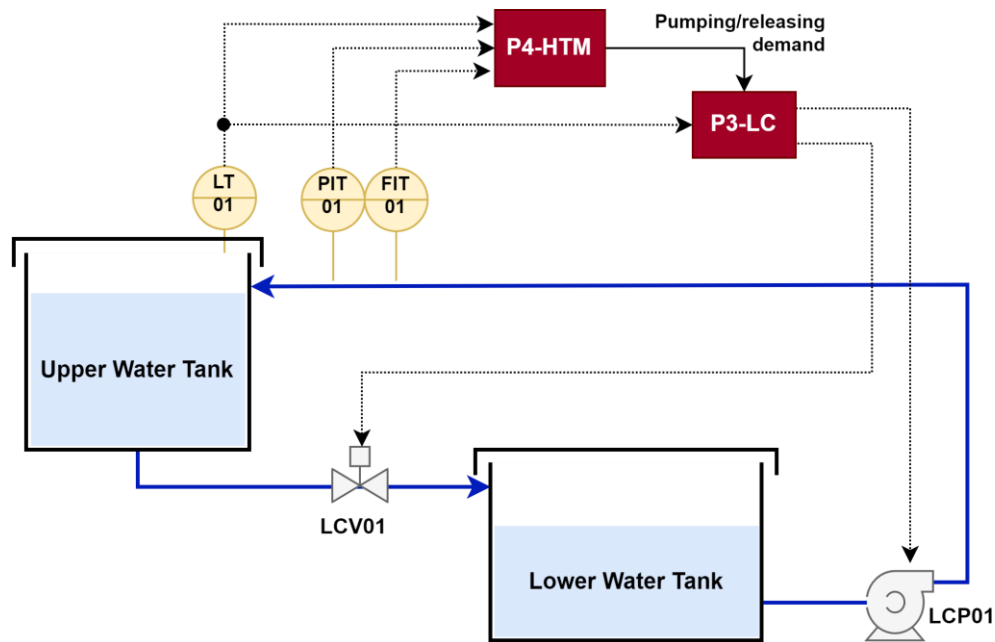 Pumping/releasing
demand
P4-HTM
P3-LC
LT
01
PIT
01
FIT
01
Upper Water Tank
LCV01
Lower Water Tank
LCP01